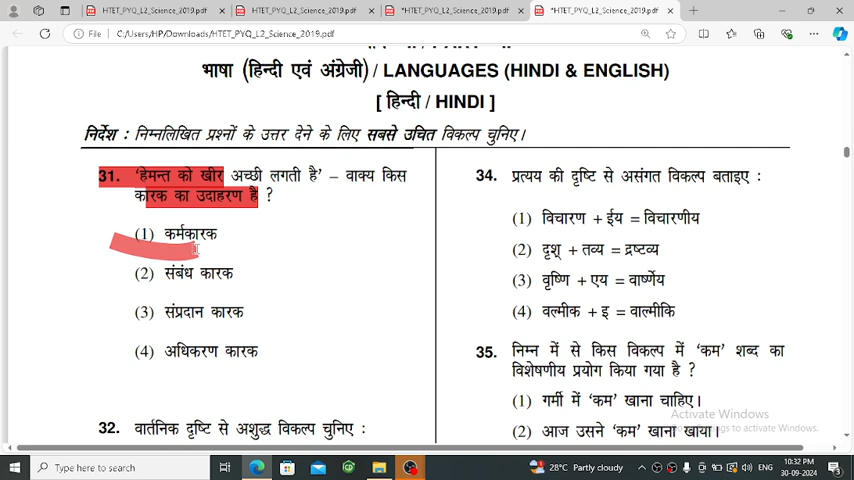 HTET_PYQ_L2_Science_2019.pdf
HTET_PYQ_L2_Science_2019.pdf
*HTET_PYQ_L2_Science_2019.pdf
*HTET_PYQ_L2_Science_2019.pdf
File
C:/Users/HP/Downloads/HTET_PYQ_L2_Science_2019.pdf
भाषा (हिन्दी एवं अंग्रेजी) / LANGUAGES (HINDI & ENGLISH)
[ हिन्दी / HINDI ]
निर्देश : निम्नलिखित प्रश्नों के उत्तर देने के लिए सबसे उचित विकल्प चुनिए।
31. 'हेमन्त को खीर अच्छी लगती है' – वाक्य किस
कारक का उदाहरण है ?
(1) कर्मकारक
(2) संबंध कारक
(3) संप्रदान कारक
(4) अधिकरण कारक
32. वार्तनिक दृष्टि से अशुद्ध विकल्प चुनिए :
34. प्रत्यय की दृष्टि से असंगत विकल्प बताइए :
(1) विचारण + ईय = विचारणीय
(2) दृश् + तव्य = द्रष्टव्य
(3) वृष्णि + एय = वार्ष्णेय
(4) वल्मीक + इ = वाल्मीकि
35. निम्न में से किस विकल्प में 'कम' शब्द का
विशेषणीय प्रयोग किया गया है ?
(1) गर्मी में 'कम' खाना चाहिए।
(2) आज उसने 'कम' खाना खाया।
Activate Windows
to activate Windows.
Type here to search
28°C Partly cloudy
ENG
10:32 PM
30-09-2024
3